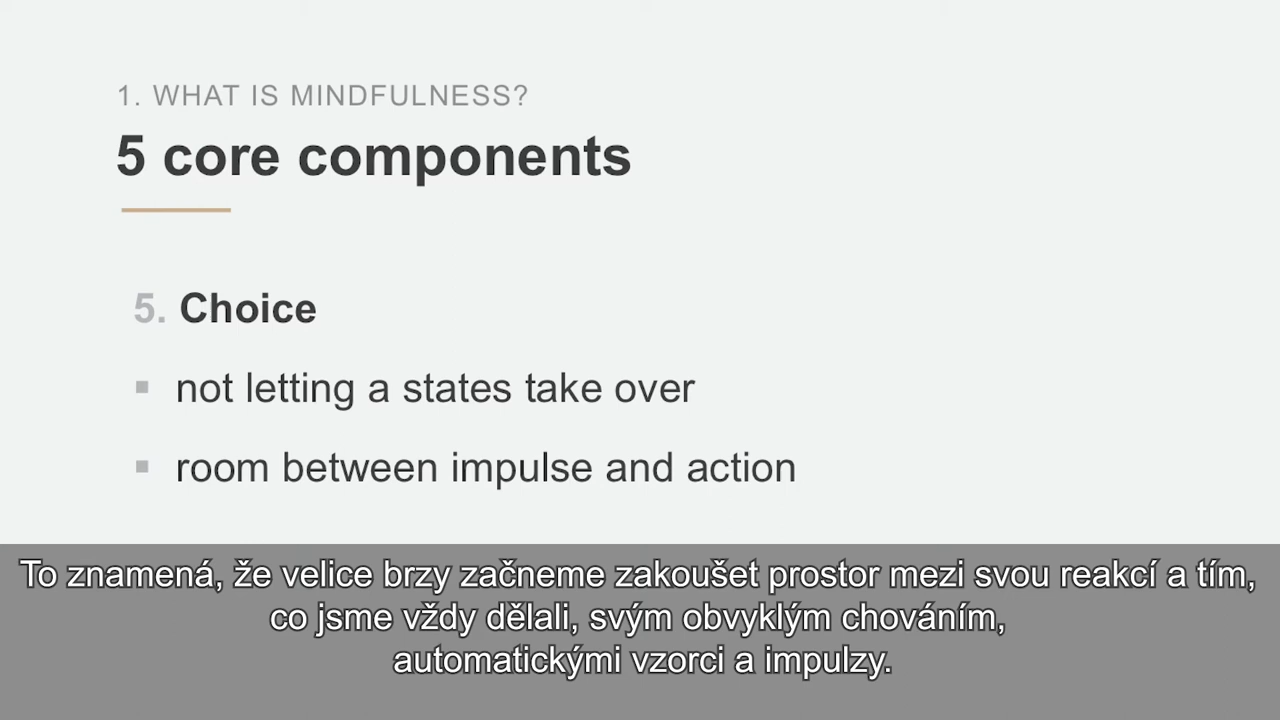 1. WHAT IS MINDFULNESS?
5 core components
5. Choice
▪ not letting a states take over
▪ room between impulse and action
To znamená, že velice brzy začneme zakoušet prostor mezi svou reakcí a tím,
co jsme vždy dělali, svým obvyklým chováním,
automatickými vzorci a impulzy.